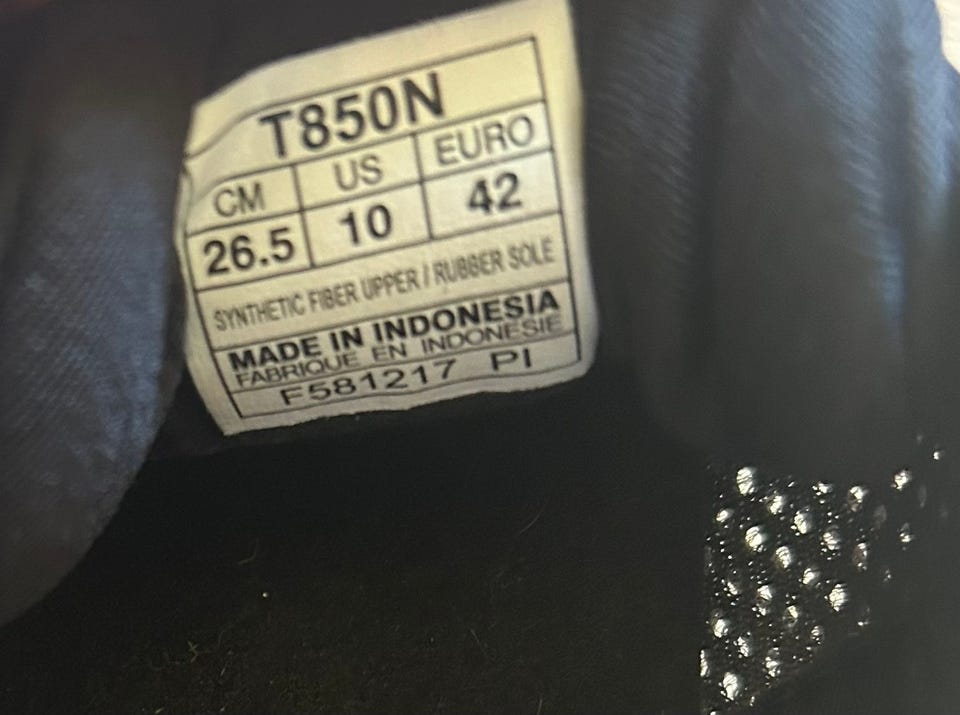 T850N
CM US EURO
26.5 10 42
SYNTHETIC FIBER UPPER / RUBBER SOLE
MADE IN INDONESIA
FABRIQUE EN INDONESIE
F581217 PI